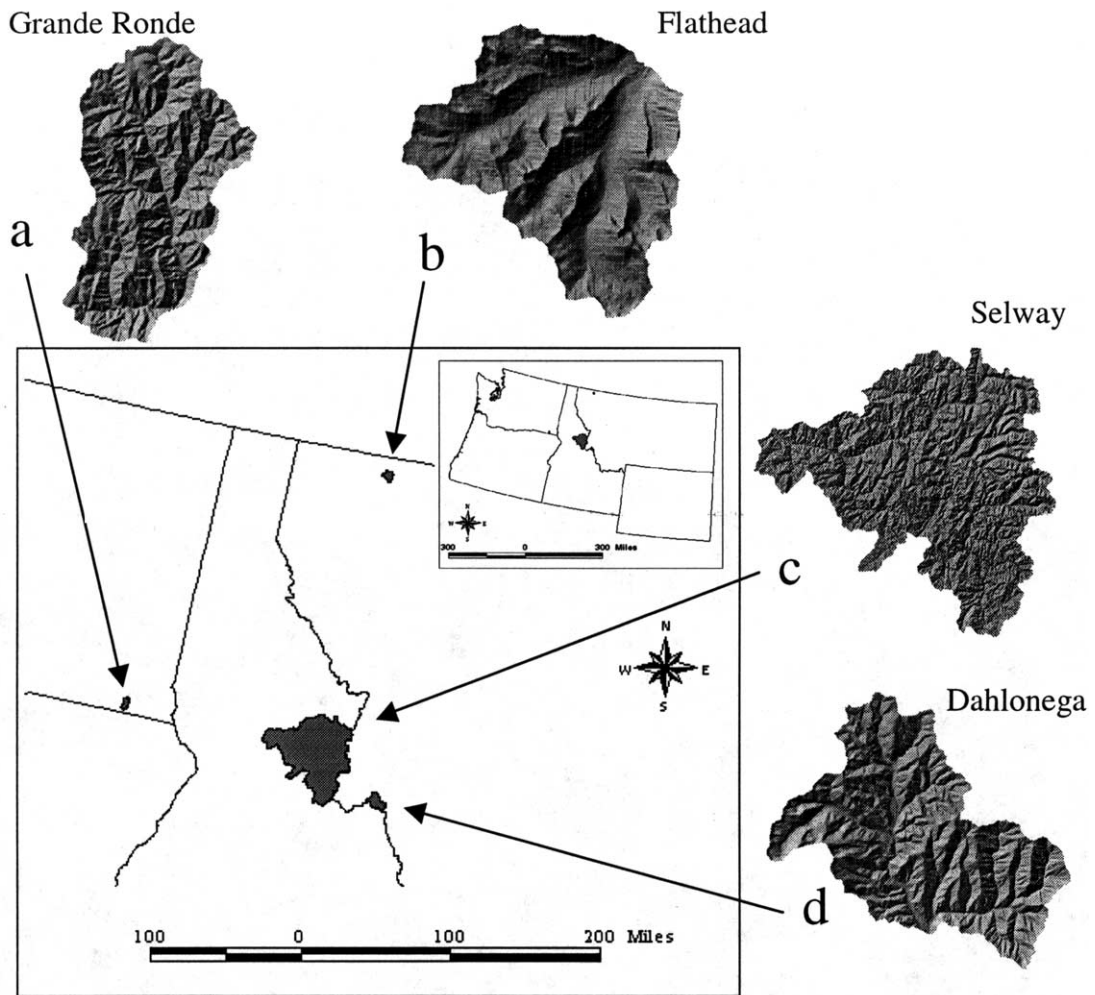 Grande Ronde
Flathead
a
b
Selway
N
W E
S
300 0 300 Miles
c
N
W E
S
Dahlonega
d
100 0 100 200 Miles